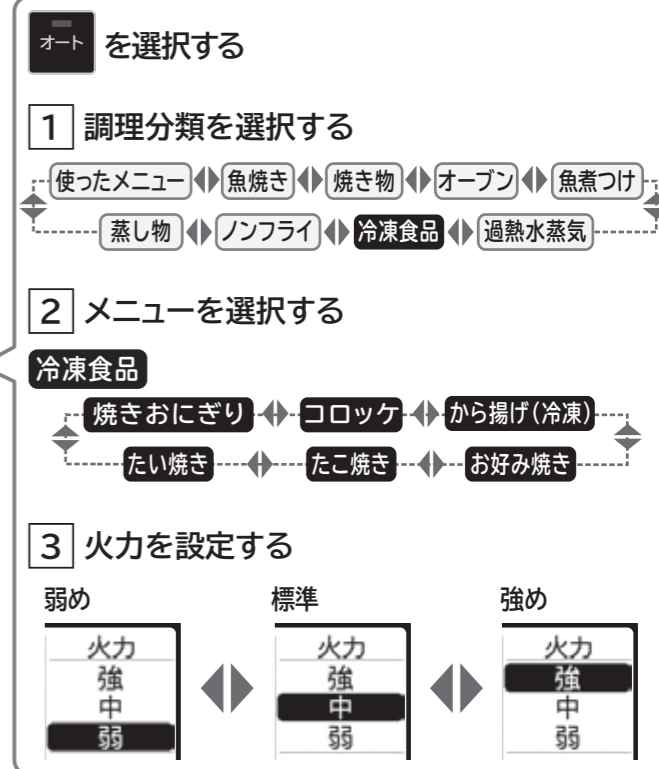 オート を選択する
1 調理分類を選択する
使ったメニュー 魚焼き 焼き物 オーブン 魚煮つけ
蒸し物 ノンフライ 冷凍食品 過熱水蒸気
2 メニューを選択する
冷凍食品
焼きおにぎり コロッケ から揚げ(冷凍)
たい焼き たこ焼き お好み焼き
3 火力を設定する
弱め 標準 強め
火力 火力 火力
強 強 強
中 中 中
弱 弱 弱